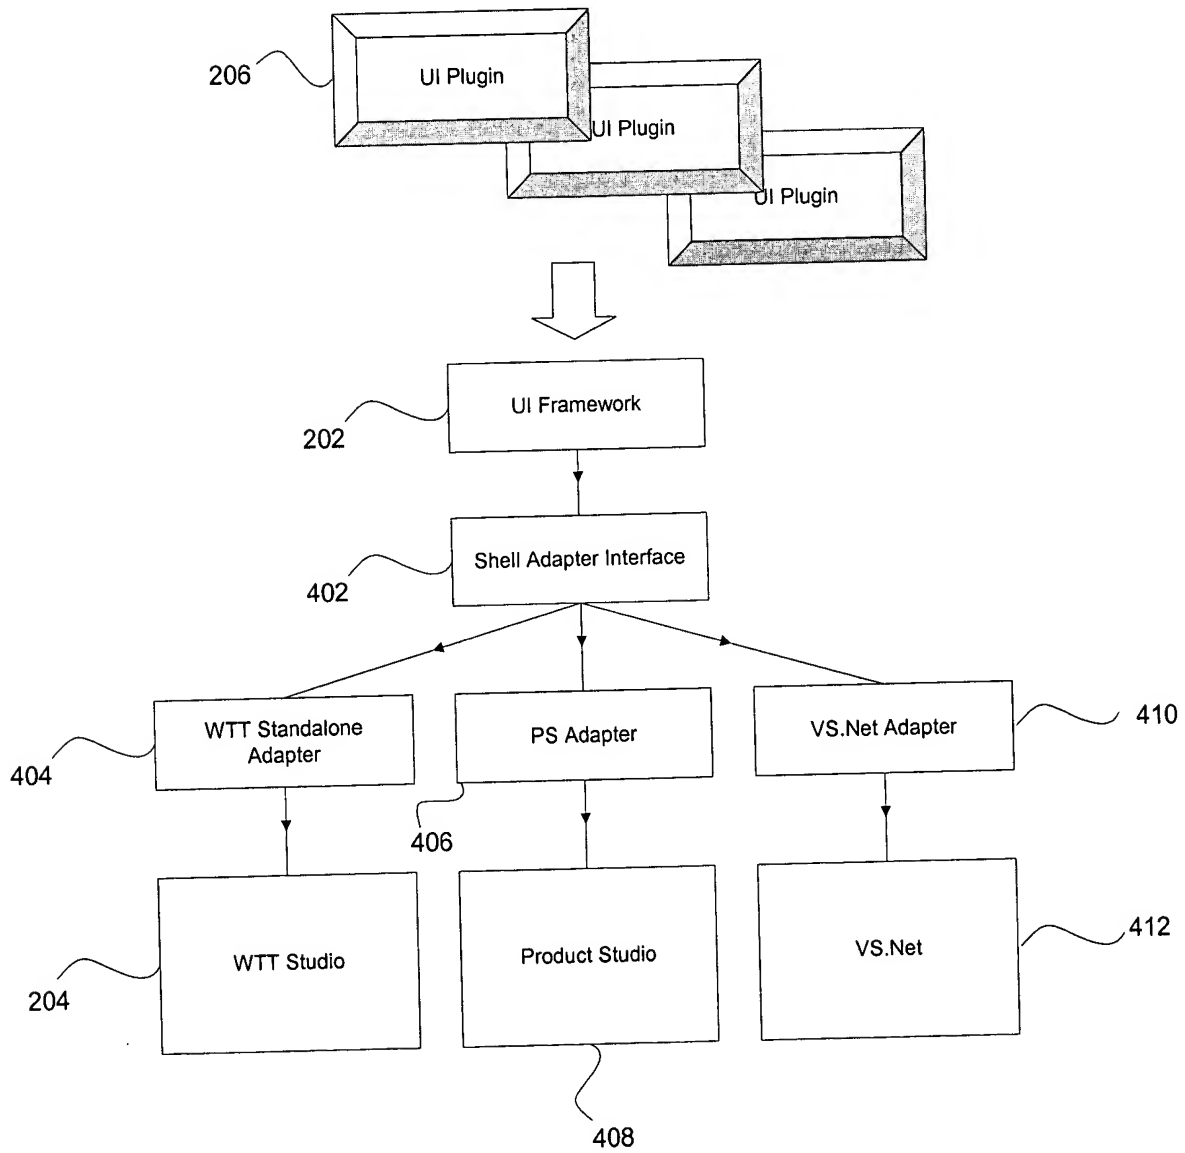 UI Plugin
206
UI Plugin
UI Plugin
UI Framework
202
Shell Adapter Interface
402
WTT Standalone
Adapter
404
PS Adapter
406
VS.Net Adapter
410
WTT Studio
204
Product Studio
408
VS.Net
412